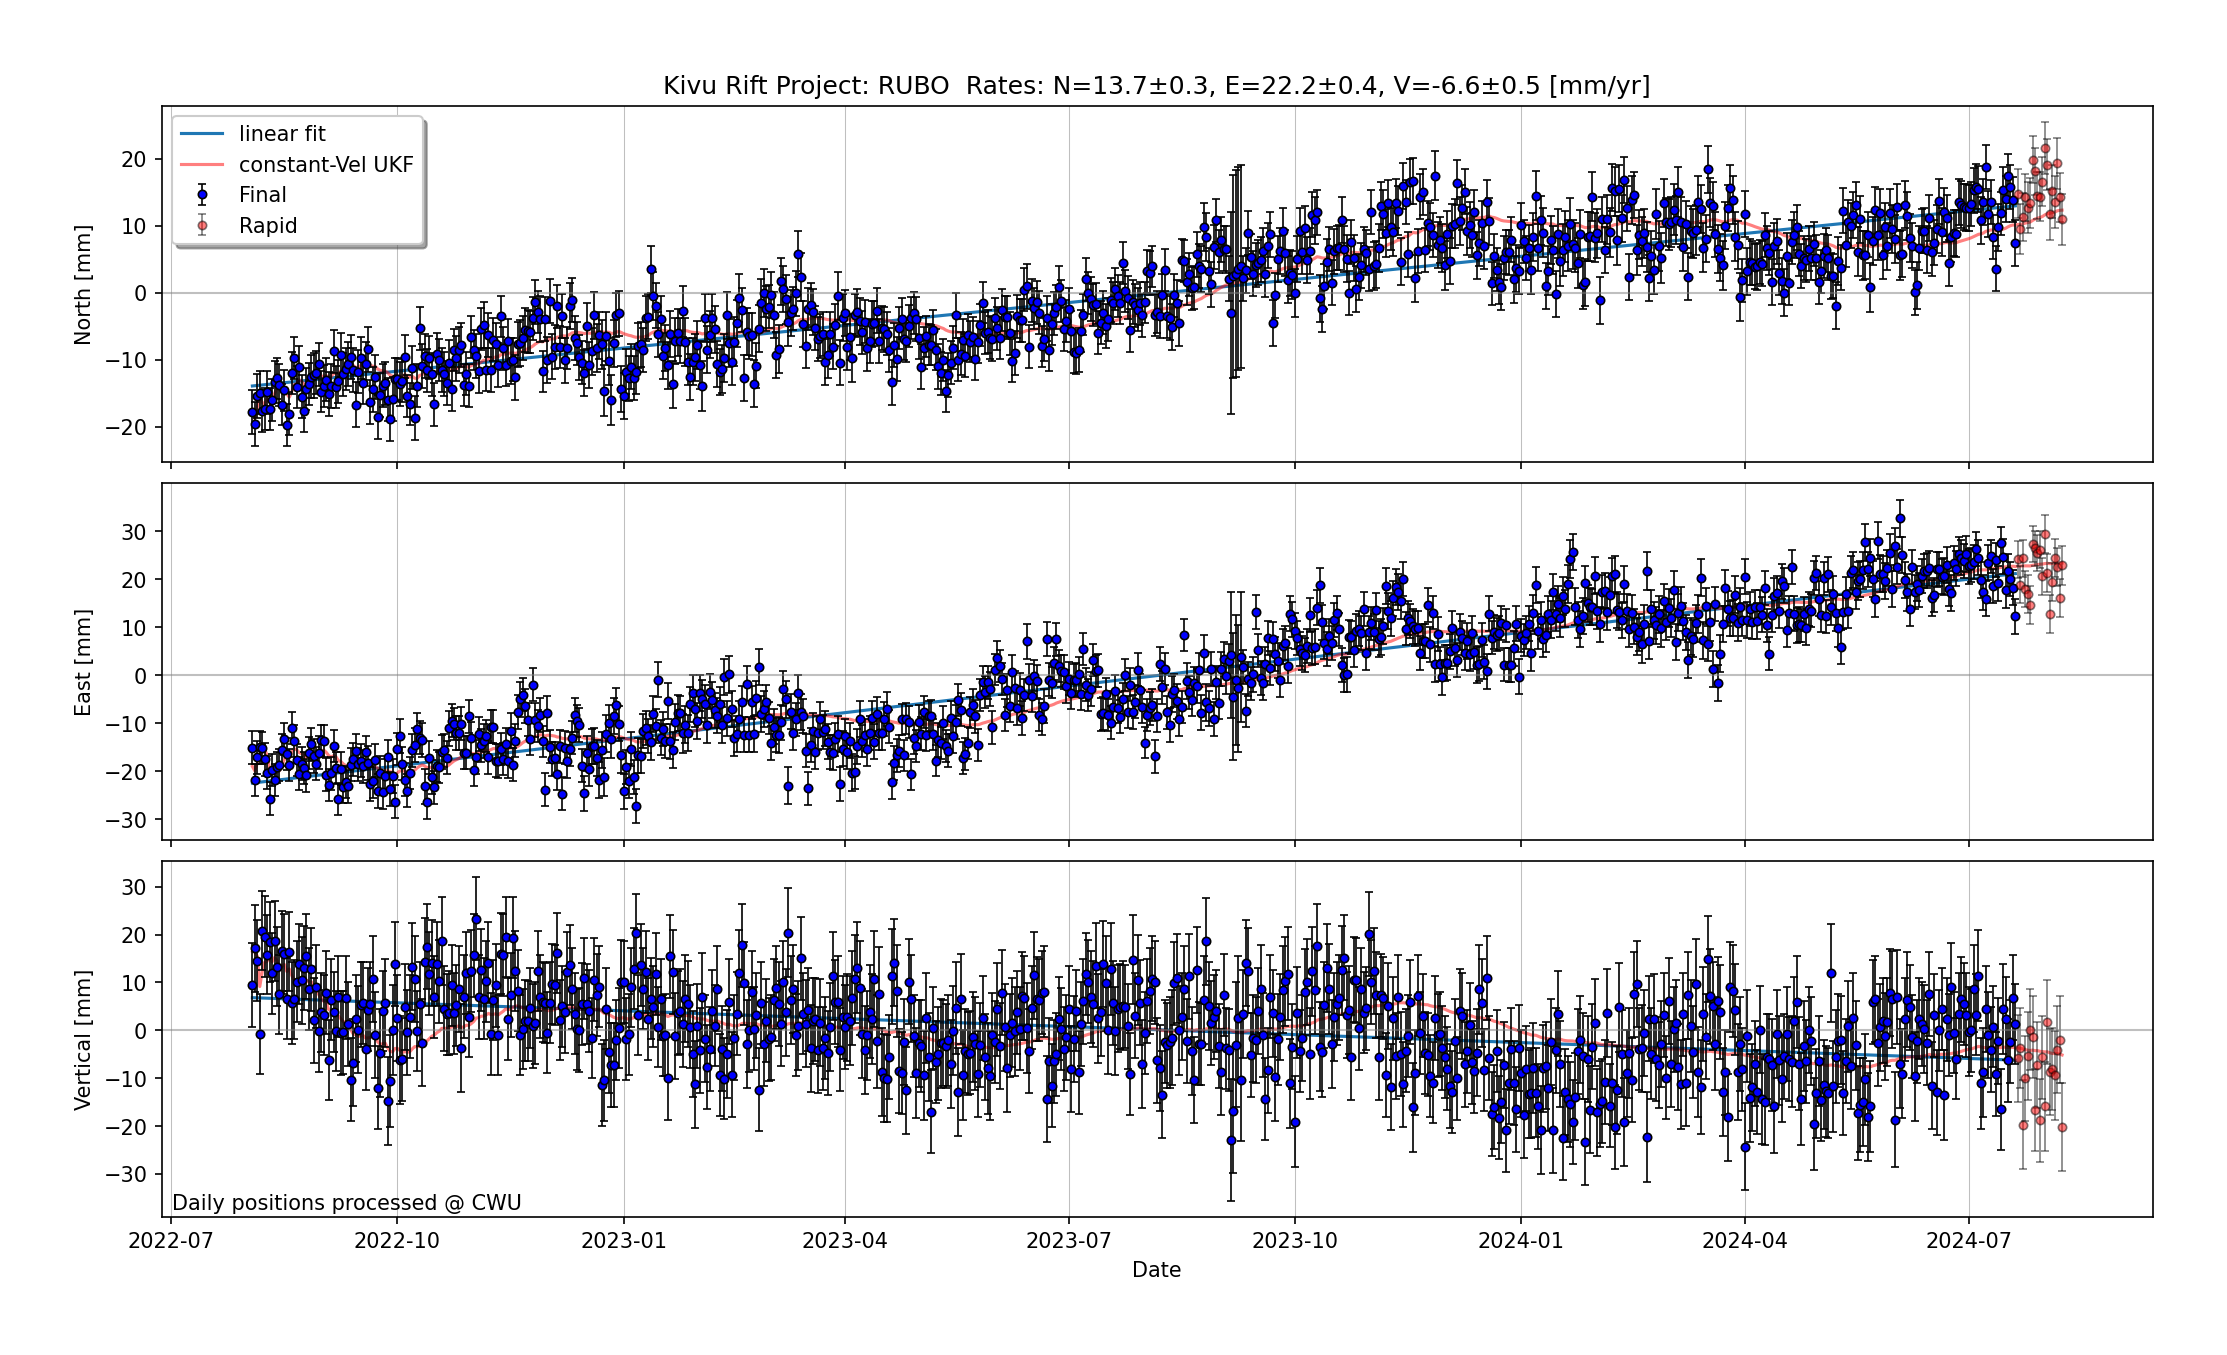 Kivu Rift Project: RUBO  Rates: N=13.7±0.3, E=22.2±0.4, V=-6.6±0.5 [mm/yr]
linear fit
constant-Vel UKF
Final
Rapid
North [mm]
20
10
0
−10
−20
East [mm]
30
20
10
0
−10
−20
−30
Vertical [mm]
30
20
10
0
−10
−20
−30
Daily positions processed @ CWU
2022-07 2022-10 2023-01 2023-04 2023-07 2023-10 2024-01 2024-04 2024-07
Date